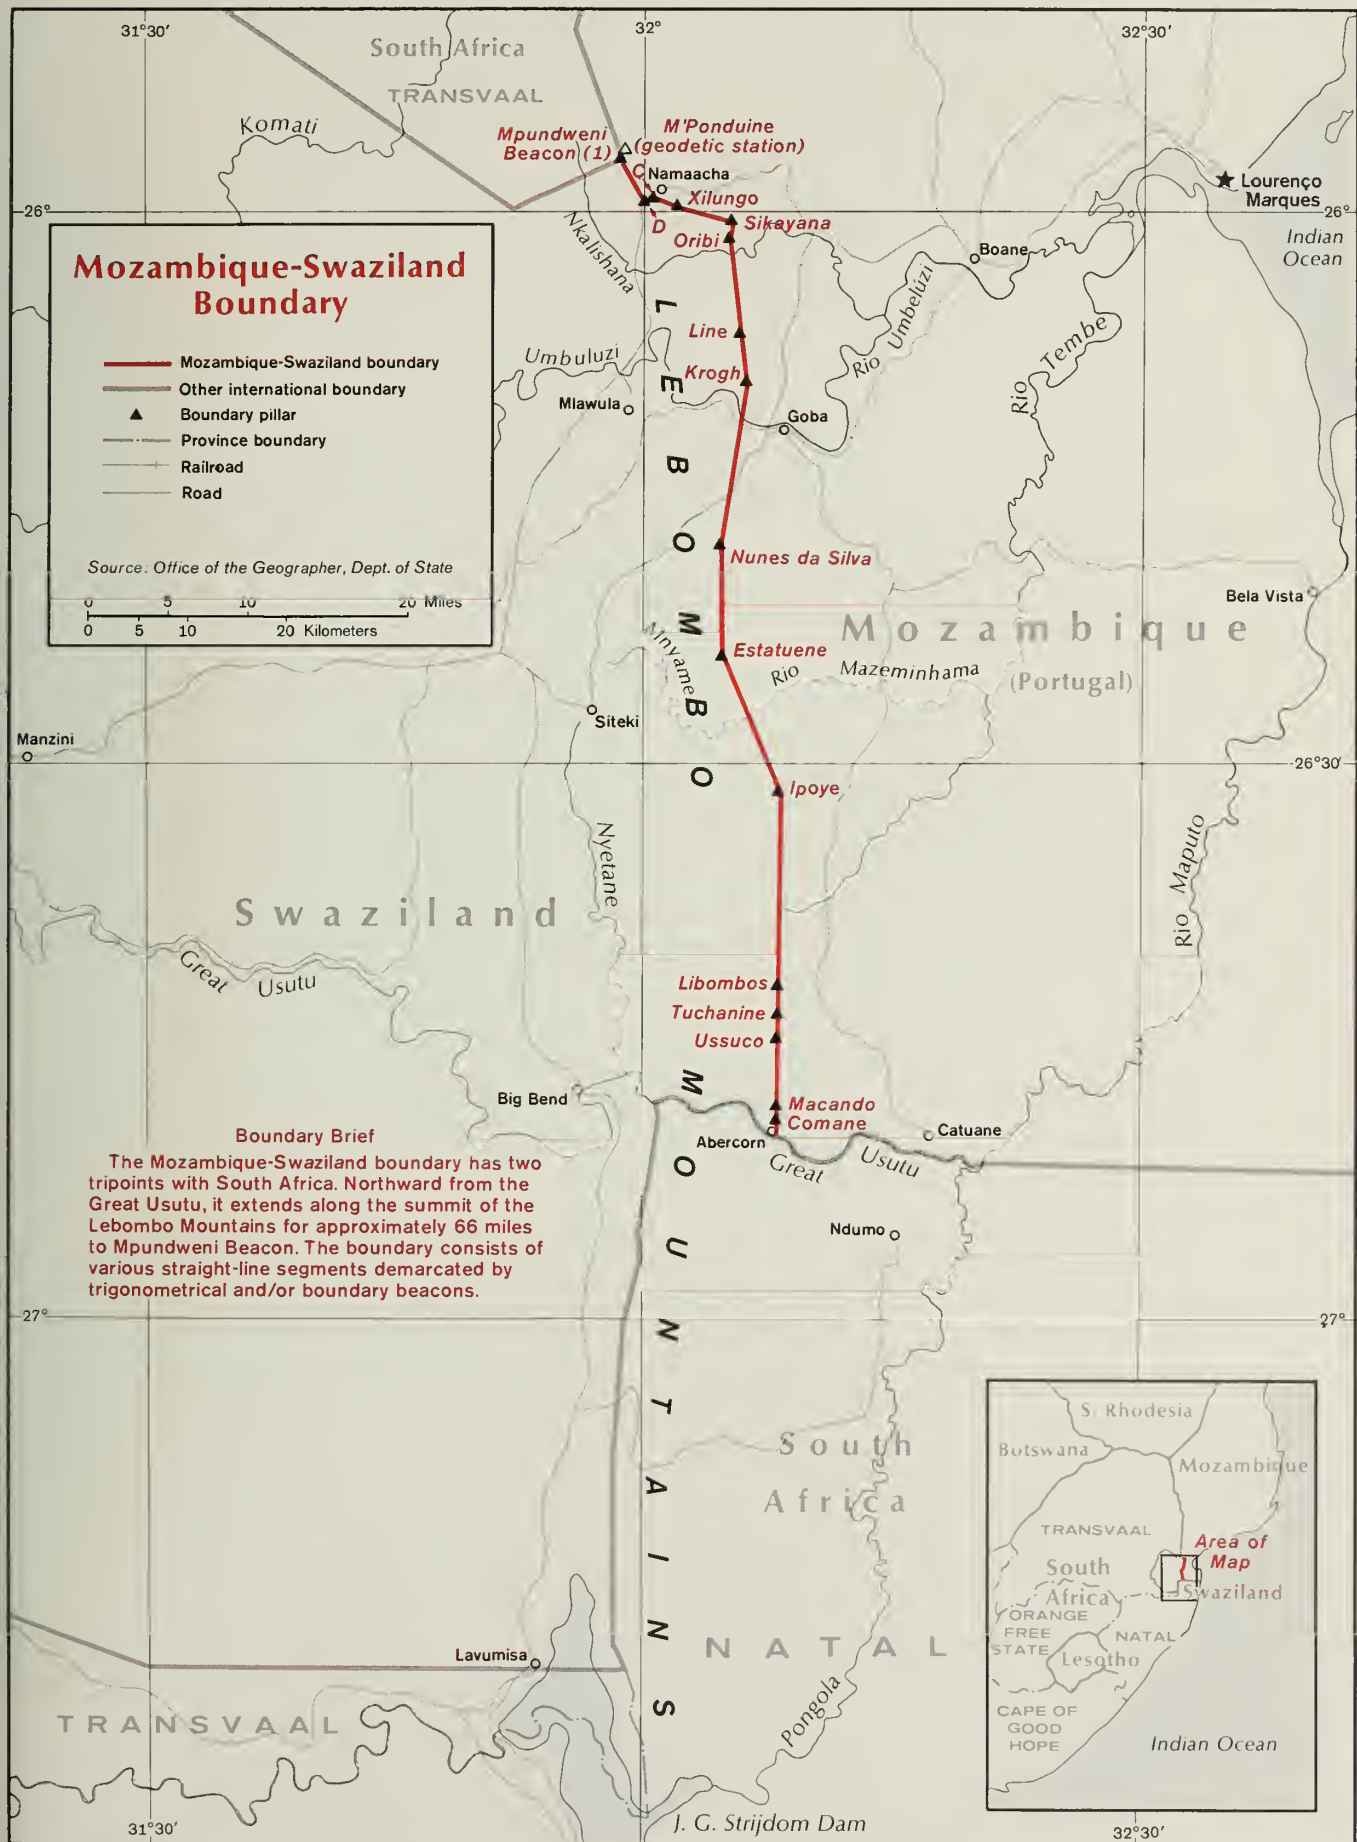 31°30'
32°
32°30'
South Africa
TRANSVAAL
Komati
Mpundweni
Beacon (1)
M'Ponduine
(geodetic station)
C
Namaacha
Xilungo
Lourenço
Marques
26°
26°
D
Sikayana
Oribi
Nkalishana
Boane
Indian
Ocean
Mozambique-Swaziland
Boundary
Mozambique-Swaziland boundary
Other international boundary
Boundary pillar
Province boundary
Railroad
Road
Source: Office of the Geographer, Dept. of State
0 5 10 20 Miles
0 5 10 20 Kilometers
Rio Umbelúzi
Rio Tembe
Line
Umbuluzi
Krogh
Mlawula
Goba
LEBOMBO MOUNTAINS
Nunes da Silva
Bela Vista
Mozambique
(Portugal)
Mnyame
Estatuene
Rio Mazeminhama
Siteki
Manzini
26°30'
Ipoye
Nyetane
Rio Maputo
Swaziland
Great Usutu
Libombos
Tuchanine
Ussuco
Big Bend
Macando
Comane
Abercorn
Catuane
Great Usutu
Boundary Brief
The Mozambique-Swaziland boundary has two
tripoints with South Africa. Northward from the
Great Usutu, it extends along the summit of the
Lebombo Mountains for approximately 66 miles
to Mpundweni Beacon. The boundary consists of
various straight-line segments demarcated by
trigonometrical and/or boundary beacons.
Ndumo
27°
27°
South
Africa
NATAL
Lavumisa
TRANSVAAL
Pongola
J. G. Strijdom Dam
S. Rhodesia
Botswana
Mozambique
TRANSVAAL
Area of
Map
South
Africa
Swaziland
ORANGE
FREE
STATE
NATAL
Lesotho
CAPE OF
GOOD
HOPE
Indian Ocean
31°30'
32°30'